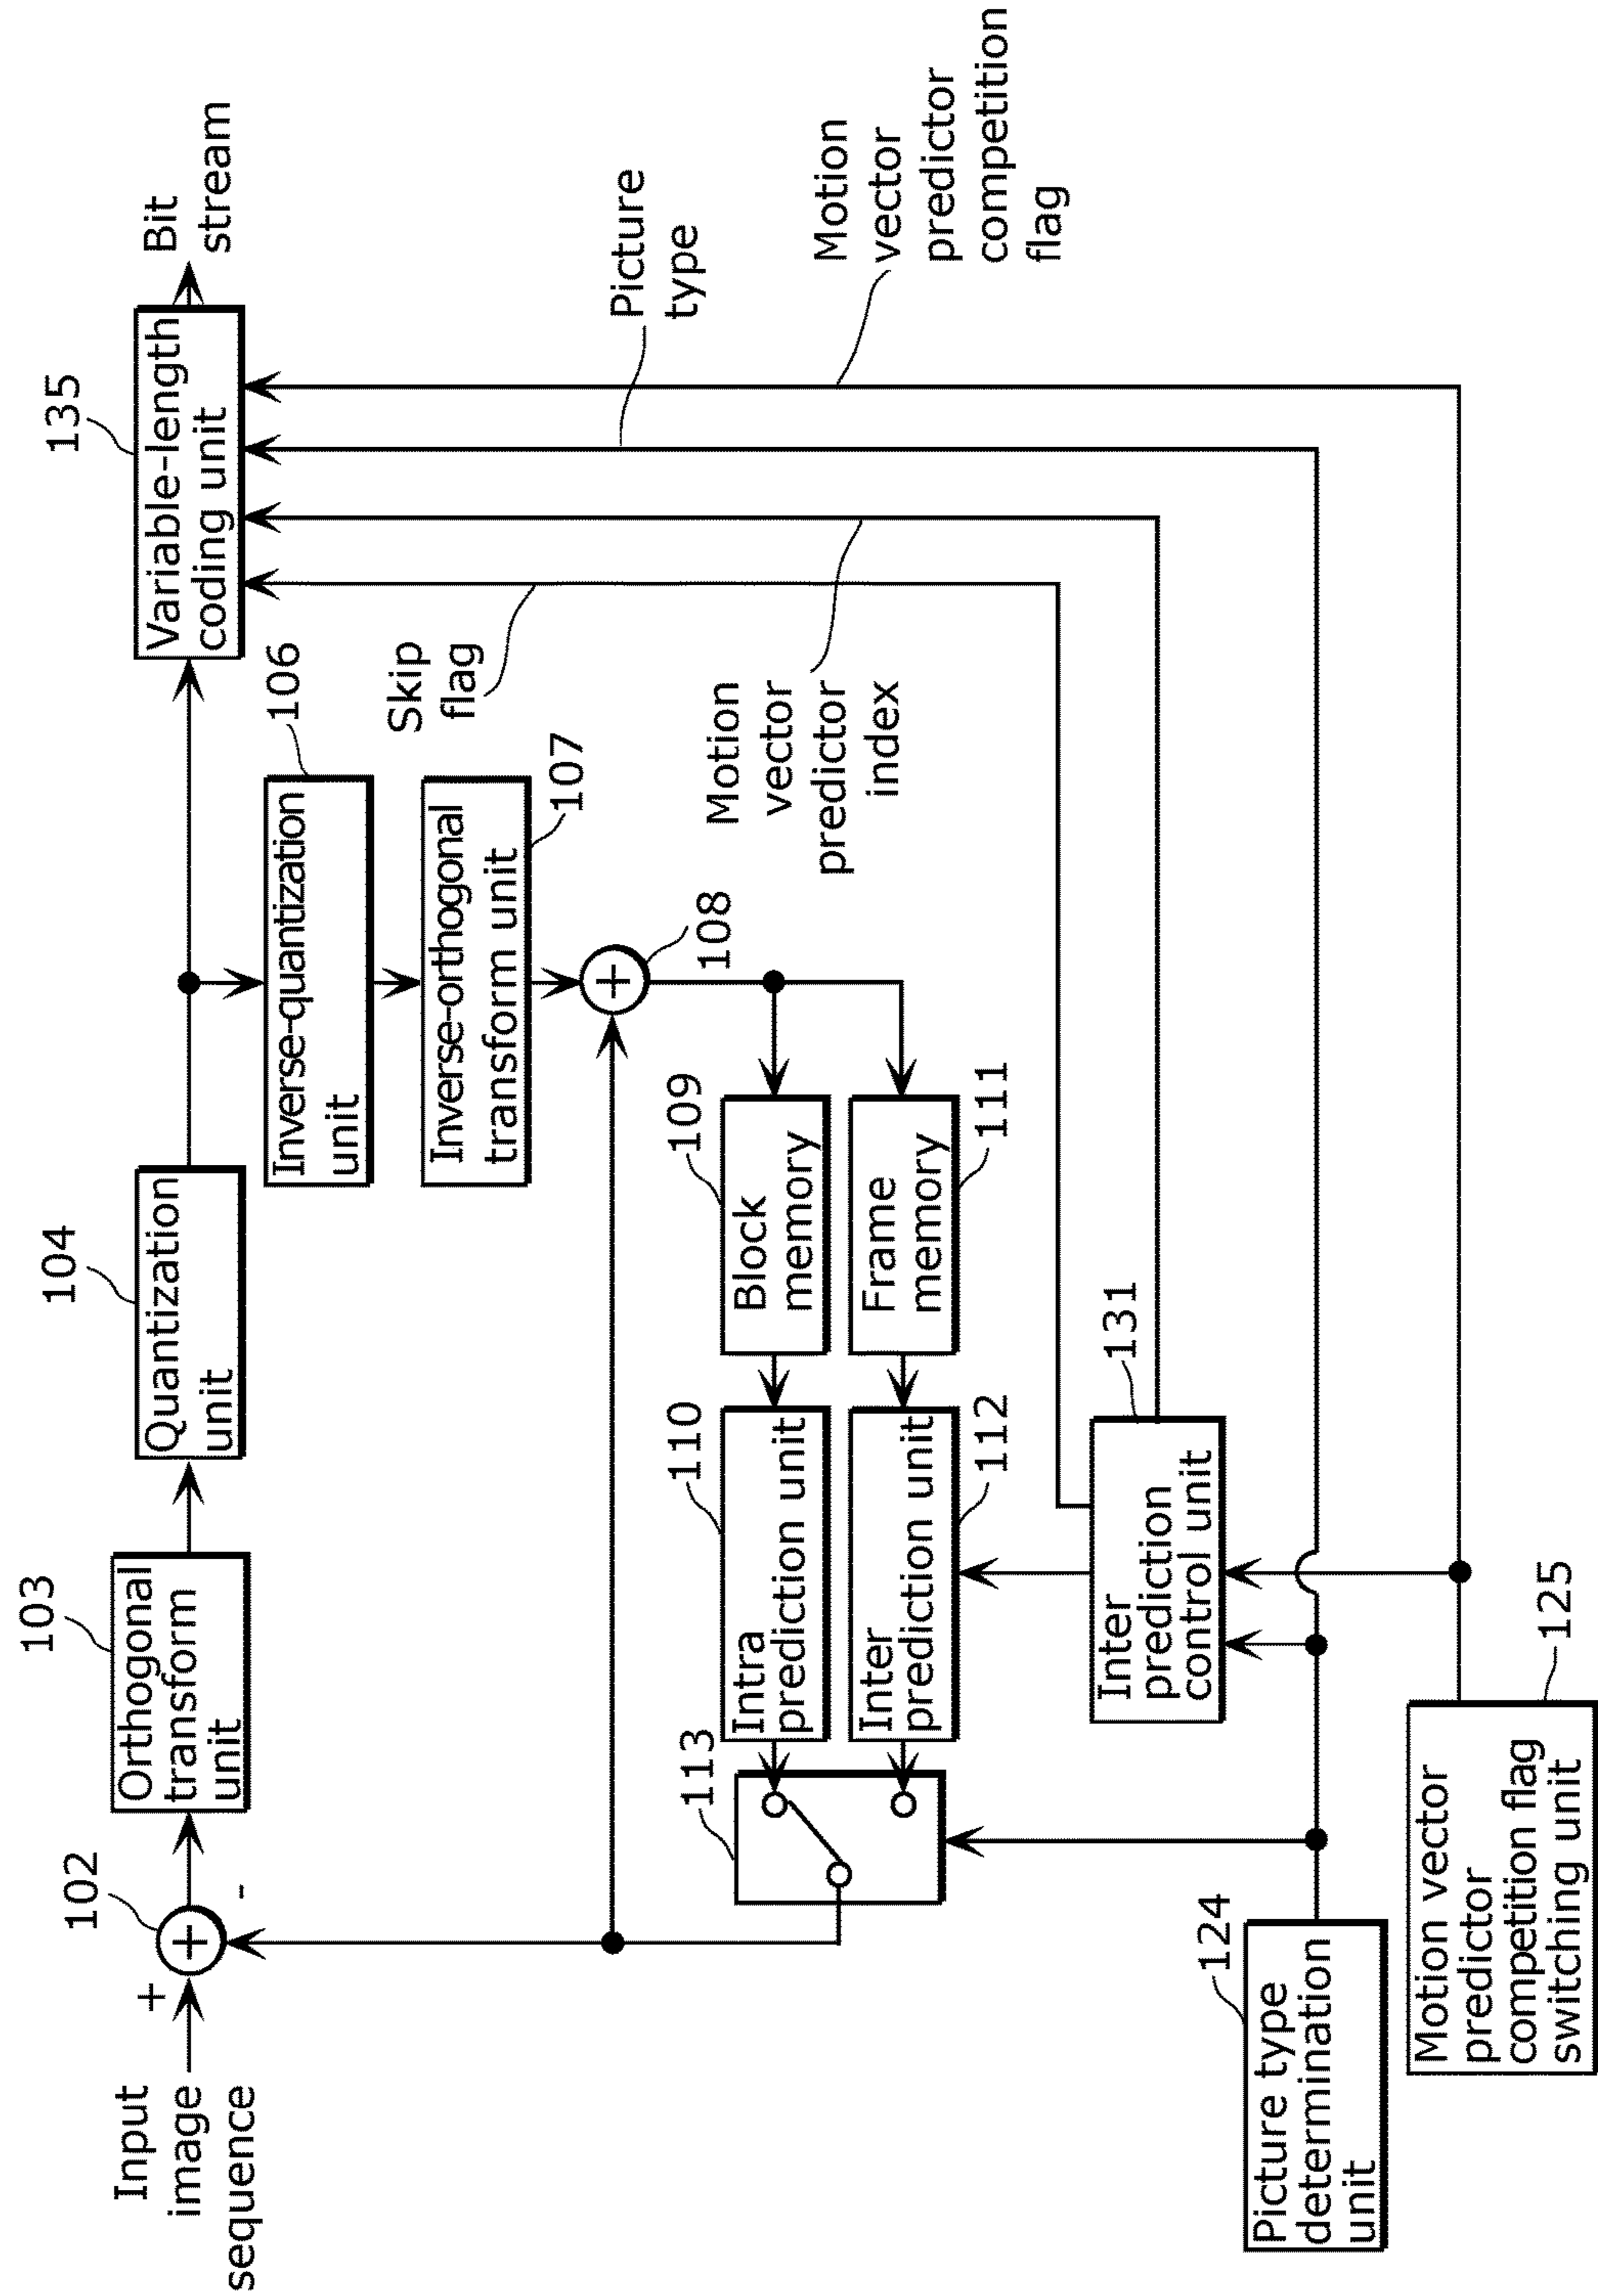 Input
image
sequence
+
-
+
102
103
Orthogonal
transform
unit
104
Quantization
unit
135
Variable-length
coding unit
Bit
stream
106
Inverse-quantization
unit
107
Inverse-orthogonal
transform unit
+
108
Skip
flag
Picture
type
Motion
vector
predictor
competition
flag
Motion
vector
predictor
index
109
Block
memory
111
Frame
memory
110
Intra
prediction unit
112
Inter
prediction unit
113
131
Inter
prediction
control unit
124
Picture type
determination
unit
125
Motion vector
predictor
competition flag
switching unit